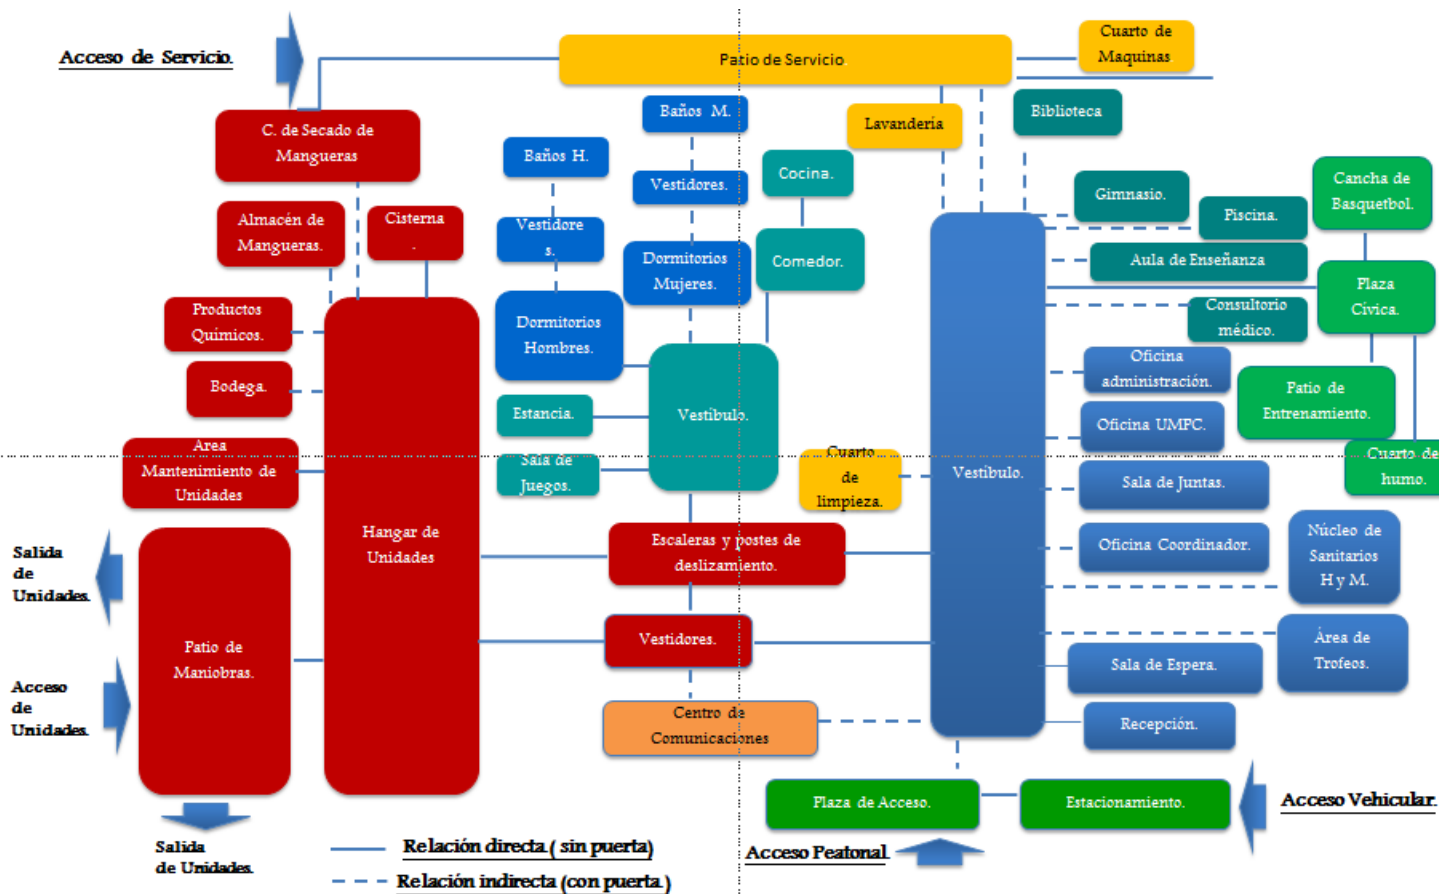 Acceso de Servicio.
Patio de Servicio.
Cuarto de
Maquinas
C. de Secado de
Mangueras
Baños M.
Lavandería
Biblioteca
Baños H.
Vestidores.
Cocina.
Gimnasio.
Cancha de
Basquetbol.
Almacén de
Mangueras.
Cisterna
.
Vestidore
s.
Piscina.
Dormitorios
Mujeres.
Comedor.
Aula de Enseñanza
Plaza
Cívica.
Productos
Químicos.
Dormitorios
Hombres.
Consultorio
médico.
Bodega.
Oficina
administración.
Patio de
Entrenamiento.
Estancia.
Vestíbulo.
Oficina UMPC.
Area
Mantenimiento de
Unidades
Sala de
Juegos.
Cuarto
de
limpieza.
Vestíbulo.
Sala de Juntas.
Cuarto de
humo.
Hangar de
Unidades
Escaleras y postes de
deslizamiento.
Oficina Coordinador.
Núcleo de
Sanitarios
H y M.
Salida
de
Unidades.
Patio de
Maniobras.
Vestidores.
Sala de Espera.
Área de
Trofeos.
Acceso
de
Unidades.
Centro de
Comunicaciones
Recepción.
Plaza de Acceso.
Estacionamiento.
Acceso Vehicular.
Salida
de Unidades.
Relación directa.( sin puerta)
Acceso Peatonal.
Relación indirecta (con puerta.)